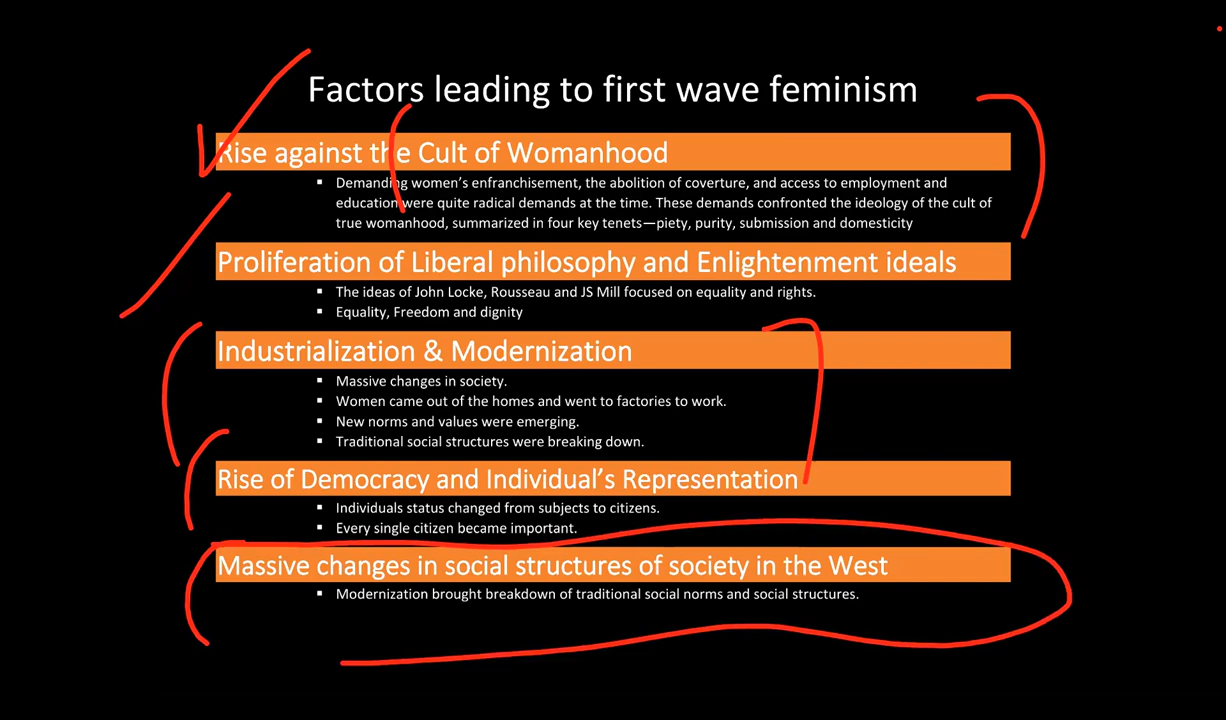 Factors leading to first wave feminism
Rise against the Cult of Womanhood
▪ Demanding women's enfranchisement, the abolition of coverture, and access to employment and
education were quite radical demands at the time. These demands confronted the ideology of the cult of
true womanhood, summarized in four key tenets—piety, purity, submission and domesticity
Proliferation of Liberal philosophy and Enlightenment ideals
▪ The ideas of John Locke, Rousseau and JS Mill focused on equality and rights.
▪ Equality, Freedom and dignity
Industrialization & Modernization
▪ Massive changes in society.
▪ Women came out of the homes and went to factories to work.
▪ New norms and values were emerging.
▪ Traditional social structures were breaking down.
Rise of Democracy and Individual's Representation
▪ Individuals status changed from subjects to citizens.
▪ Every single citizen became important.
Massive changes in social structures of society in the West
▪ Modernization brought breakdown of traditional social norms and social structures.